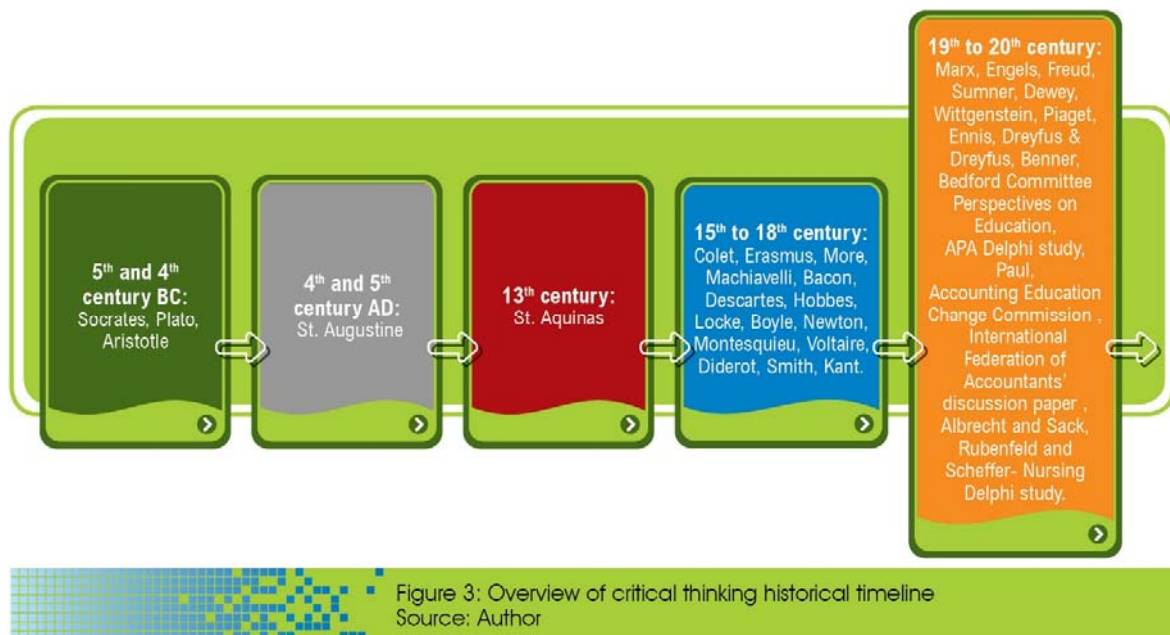 5th and 4th
century BC:
Socrates, Plato,
Aristotle
4th and 5th
century AD:
St. Augustine
13th century:
St. Aquinas
15th to 18th century:
Colet, Erasmus, More,
Machiavelli, Bacon,
Descartes, Hobbes,
Locke, Boyle, Newton,
Montesquieu, Voltaire,
Diderot, Smith, Kant.
19th to 20th century:
Marx, Engels, Freud,
Sumner, Dewey,
Wittgenstein, Piaget,
Ennis, Dreyfus &
Dreyfus, Benner,
Bedford Committee
Perspectives on
Education,
APA Delphi study,
Paul,
Accounting Education
Change Commission ,
International
Federation of
Accountants'
discussion paper ,
Albrecht and Sack,
Rubenfeld and
Scheffer- Nursing
Delphi study.
Figure 3: Overview of critical thinking historical timeline
Source: Author